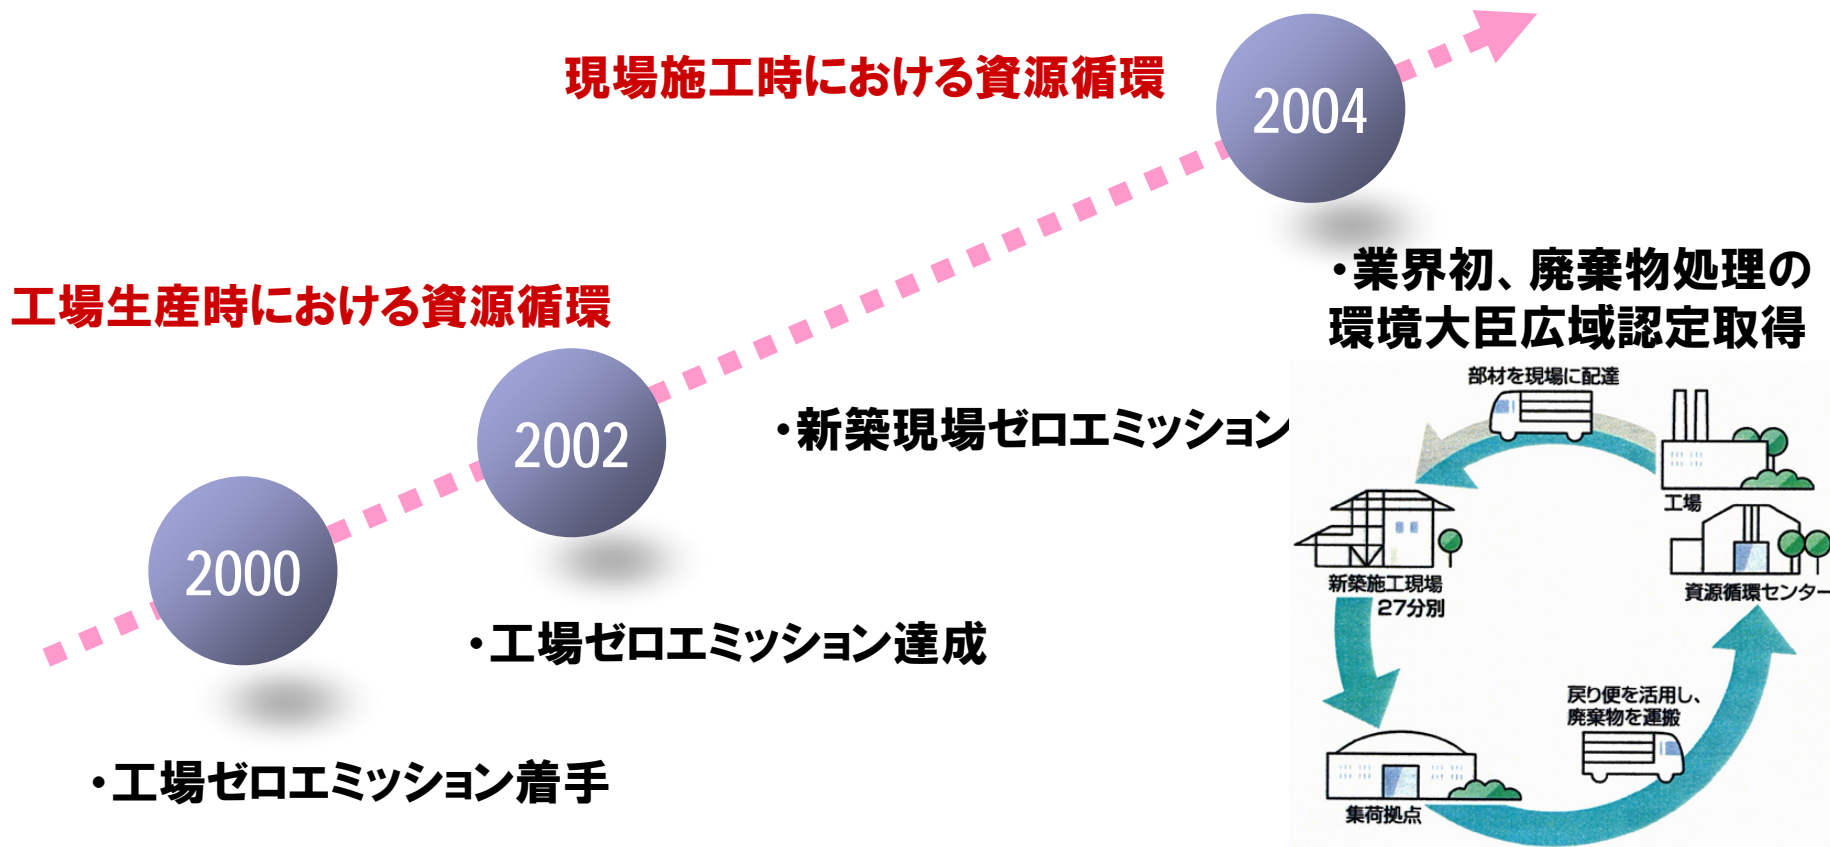 現場施工時における資源循環
2004
・業界初、廃棄物処理の
環境大臣広域認定取得
工場生産時における資源循環
2002
・新築現場ゼロエミッション
2000
・工場ゼロエミッション達成
・工場ゼロエミッション着手
部材を現場に配達
工場
新築施工現場
27分別
資源循環センター
戻り便を活用し、
廃棄物を運搬
集荷拠点